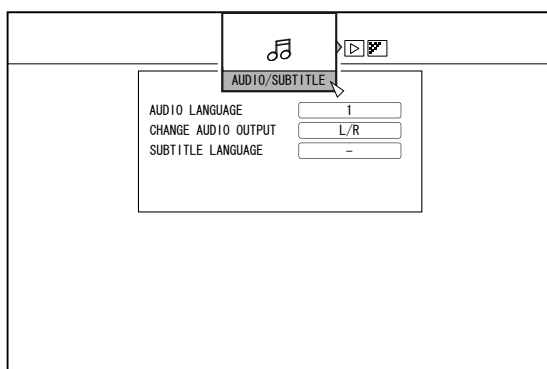 AUDIO/SUBTITLE
AUDIO LANGUAGE 1
CHANGE AUDIO OUTPUT L/R
SUBTITLE LANGUAGE –